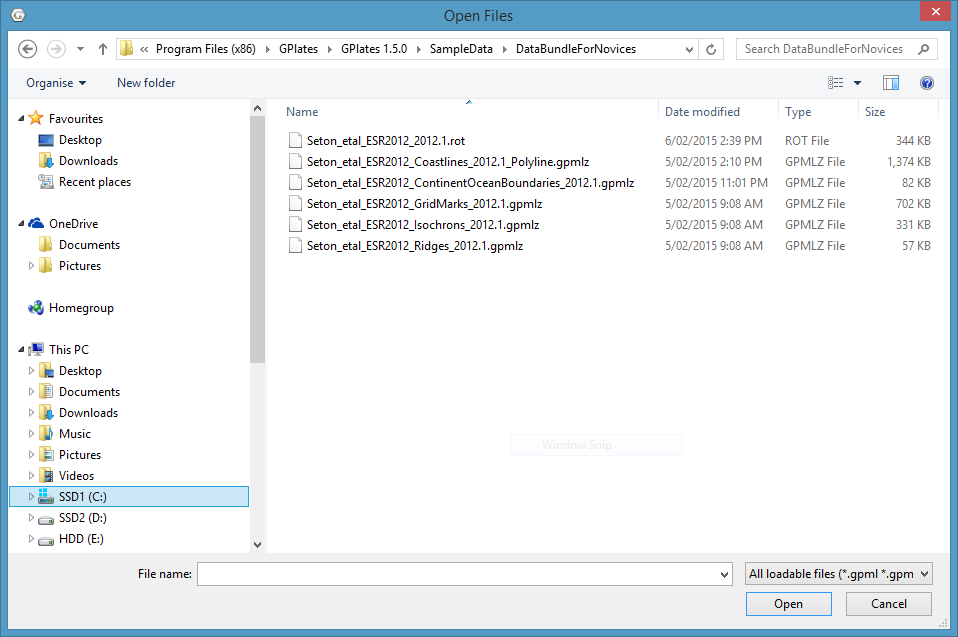 Open Files
« Program Files (x86) GPlates GPlates 1.5.0 SampleData DataBundleForNovices Search DataBundleForNovices
Organise New folder
Favourites
Desktop
Downloads
Recent places
OneDrive
Documents
Pictures
Homegroup
This PC
Desktop
Documents
Downloads
Music
Pictures
Videos
SSD1 (C:)
SSD2 (D:)
HDD (E:)
Name Date modified Type Size
Seton_etal_ESR2012_2012.1.rot 6/02/2015 2:39 PM ROT File 344 KB
Seton_etal_ESR2012_Coastlines_2012.1_Polyline.gpmlz 5/02/2015 2:10 PM GPMLZ File 1,374 KB
Seton_etal_ESR2012_ContinentOceanBoundaries_2012.1.gpmlz 5/02/2015 11:01 PM GPMLZ File 82 KB
Seton_etal_ESR2012_GridMarks_2012.1.gpmlz 5/02/2015 9:08 AM GPMLZ File 702 KB
Seton_etal_ESR2012_Isochrons_2012.1.gpmlz 5/02/2015 9:08 AM GPMLZ File 331 KB
Seton_etal_ESR2012_Ridges_2012.1.gpmlz 5/02/2015 9:08 AM GPMLZ File 57 KB
Window Snip
File name: All loadable files (*.gpml *.gpm
Open Cancel